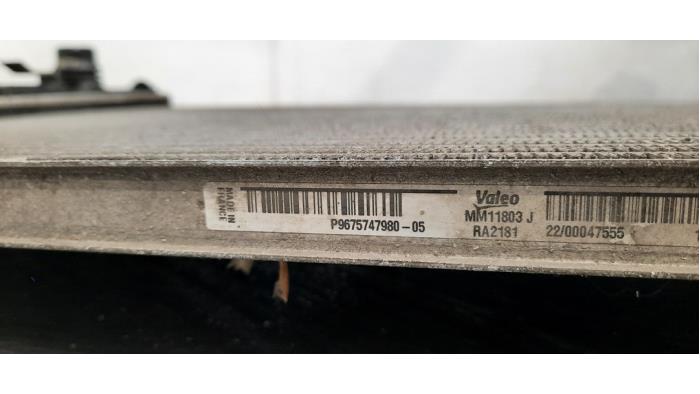 MADE IN
FRANCE
P9675747980-05
Valeo
MM11803 J
RA2181
22/00047555